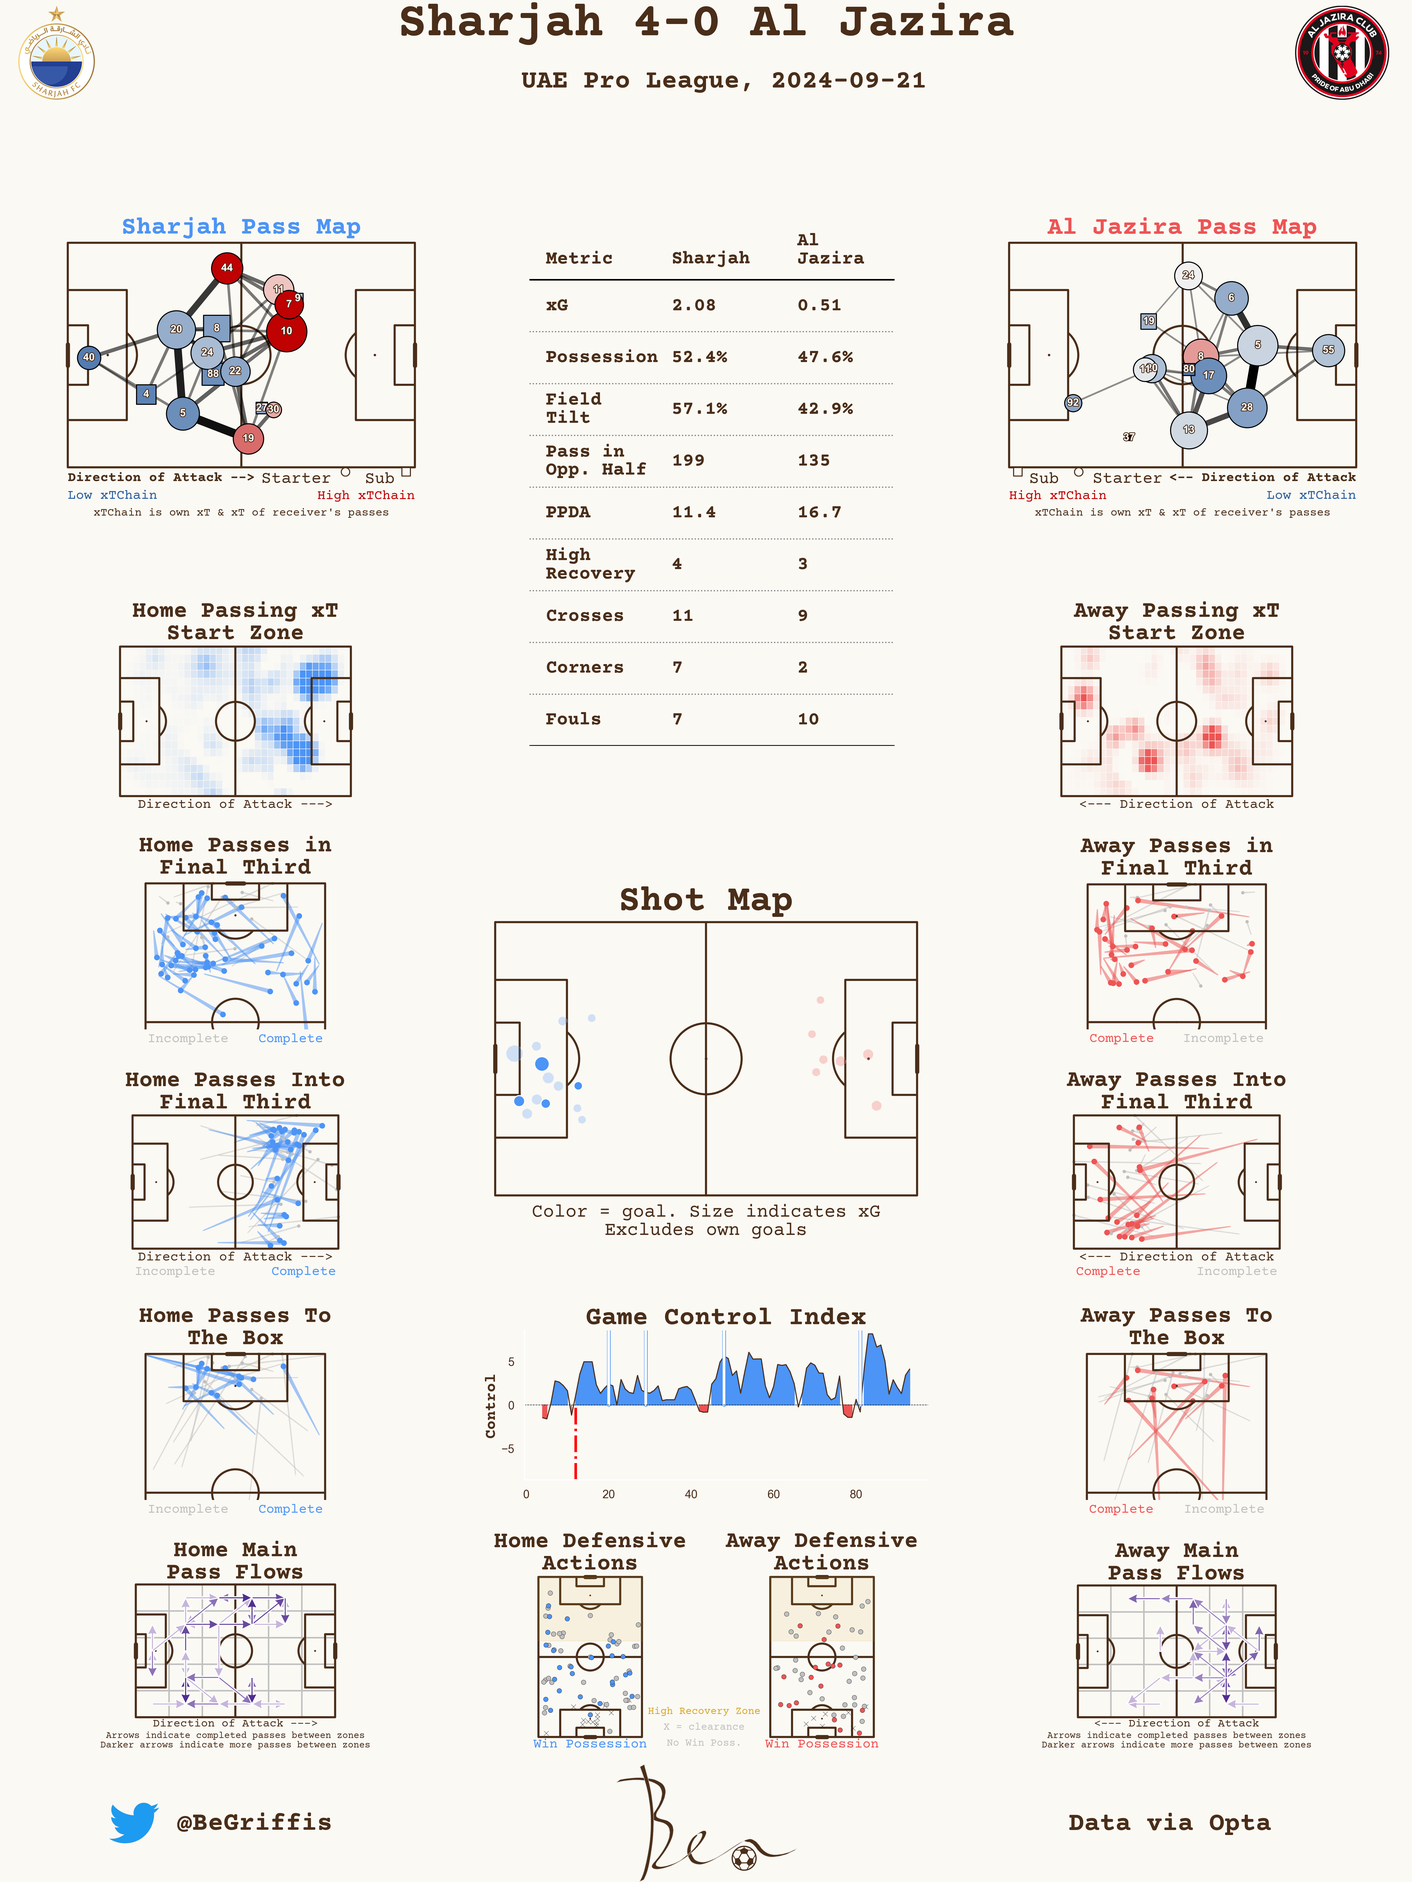 Sharjah 4-0 Al Jazira
UAE Pro League, 2024-09-21
SHARJAH FC
AL JAZIRA CLUB
PRIDE OF ABU DHABI
Sharjah Pass Map
44
11
9
7
10
20
8
24
40
88
22
4
5
27
30
19
Direction of Attack --> Starter Sub
Low xTChain High xTChain
xTChain is own xT & xT of receiver's passes
Metric Sharjah Al Jazira
xG 2.08 0.51
Possession 52.4% 47.6%
Field Tilt 57.1% 42.9%
Pass in Opp. Half 199 135
PPDA 11.4 16.7
High Recovery 4 3
Crosses 11 9
Corners 7 2
Fouls 7 10
Al Jazira Pass Map
24
6
19
5
55
8
80
17
92
28
13
37
Sub Starter <-- Direction of Attack
High xTChain Low xTChain
xTChain is own xT & xT of receiver's passes
Home Passing xT
Start Zone
Direction of Attack --->
Away Passing xT
Start Zone
<--- Direction of Attack
Home Passes in
Final Third
Incomplete Complete
Away Passes in
Final Third
Complete Incomplete
Shot Map
Color = goal. Size indicates xG
Excludes own goals
Home Passes Into
Final Third
Direction of Attack --->
Incomplete Complete
Away Passes Into
Final Third
<--- Direction of Attack
Complete Incomplete
Home Passes To
The Box
Incomplete Complete
Game Control Index
Control
5
0
−5
0 20 40 60 80
Away Passes To
The Box
Complete Incomplete
Home Main
Pass Flows
Direction of Attack --->
Arrows indicate completed passes between zones
Darker arrows indicate more passes between zones
Home Defensive
Actions
Win Possession
High Recovery Zone
X = clearance
No Win Poss.
Away Defensive
Actions
Win Possession
Away Main
Pass Flows
<--- Direction of Attack
Arrows indicate completed passes between zones
Darker arrows indicate more passes between zones
@BeGriffis
Ben
Data via Opta